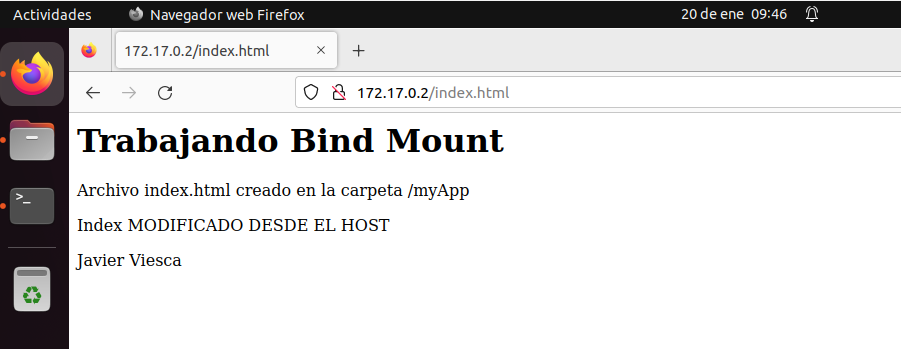 Actividades
Navegador web Firefox
20 de ene 09:46
172.17.0.2/index.html
172.17.0.2/index.html
Trabajando Bind Mount
Archivo index.html creado en la carpeta /myApp
Index MODIFICADO DESDE EL HOST
Javier Viesca